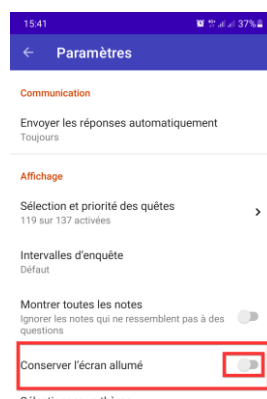 15:41 37%
Paramètres
Communication
Envoyer les réponses automatiquement
Toujours
Affichage
Sélection et priorité des quêtes
119 sur 137 activées
Intervalles d'enquête
Défaut
Montrer toutes les notes
Ignorer les notes qui ne ressemblent pas à des
questions
Conserver l'écran allumé